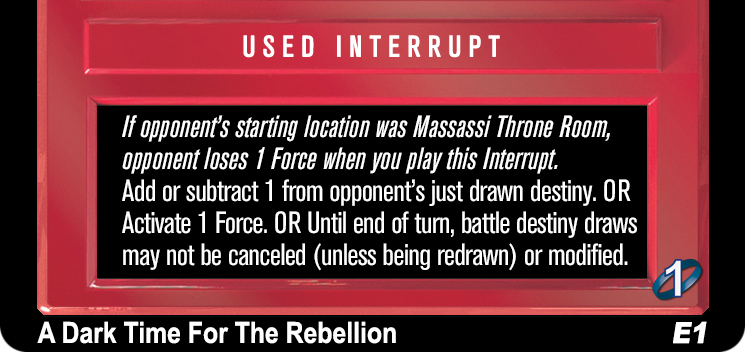 USED INTERRUPT
If opponent's starting location was Massassi Throne Room,
opponent loses 1 Force when you play this Interrupt.
Add or subtract 1 from opponent's just drawn destiny. OR
Activate 1 Force. OR Until end of turn, battle destiny draws
may not be canceled (unless being redrawn) or modified.
1
A Dark Time For The Rebellion E1